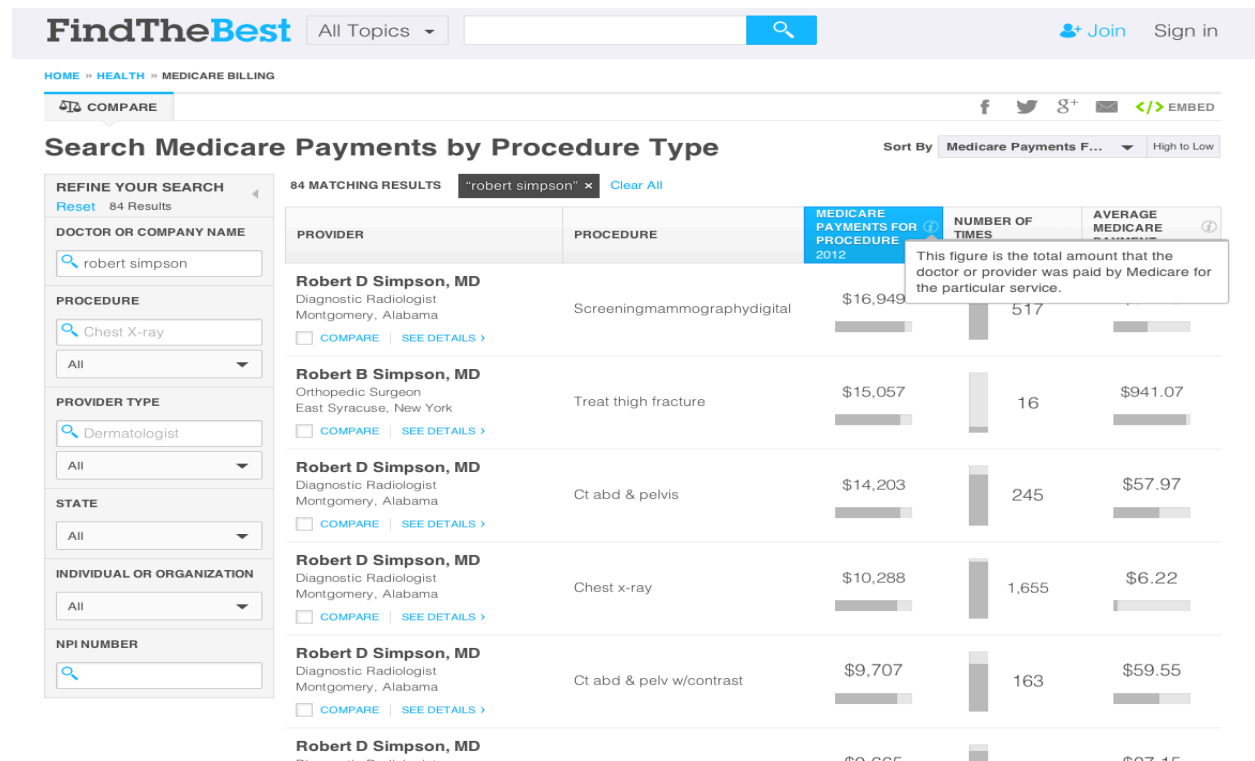 FindTheBest All Topics Join Sign in
HOME » HEALTH » MEDICARE BILLING
COMPARE EMBED
Search Medicare Payments by Procedure Type
Sort By Medicare Payments F... High to Low
REFINE YOUR SEARCH
Reset 84 Results
DOCTOR OR COMPANY NAME
robert simpson
PROCEDURE
Chest X-ray
All
PROVIDER TYPE
Dermatologist
All
STATE
All
INDIVIDUAL OR ORGANIZATION
All
NPI NUMBER
84 MATCHING RESULTS "robert simpson" × Clear All
PROVIDER
PROCEDURE
MEDICARE
PAYMENTS FOR
PROCEDURE
2012
NUMBER OF
TIMES
AVERAGE
MEDICARE
This figure is the total amount that the
doctor or provider was paid by Medicare for
the particular service.
Robert D Simpson, MD
Diagnostic Radiologist
Montgomery, Alabama
COMPARE SEE DETAILS ›
Screeningmammographydigital
$16,949
517
Robert B Simpson, MD
Orthopedic Surgeon
East Syracuse, New York
COMPARE SEE DETAILS ›
Treat thigh fracture
$15,057
16
$941.07
Robert D Simpson, MD
Diagnostic Radiologist
Montgomery, Alabama
COMPARE SEE DETAILS ›
Ct abd & pelvis
$14,203
245
$57.97
Robert D Simpson, MD
Diagnostic Radiologist
Montgomery, Alabama
COMPARE SEE DETAILS ›
Chest x-ray
$10,288
1,655
$6.22
Robert D Simpson, MD
Diagnostic Radiologist
Montgomery, Alabama
COMPARE SEE DETAILS ›
Ct abd & pelv w/contrast
$9,707
163
$59.55
Robert D Simpson, MD